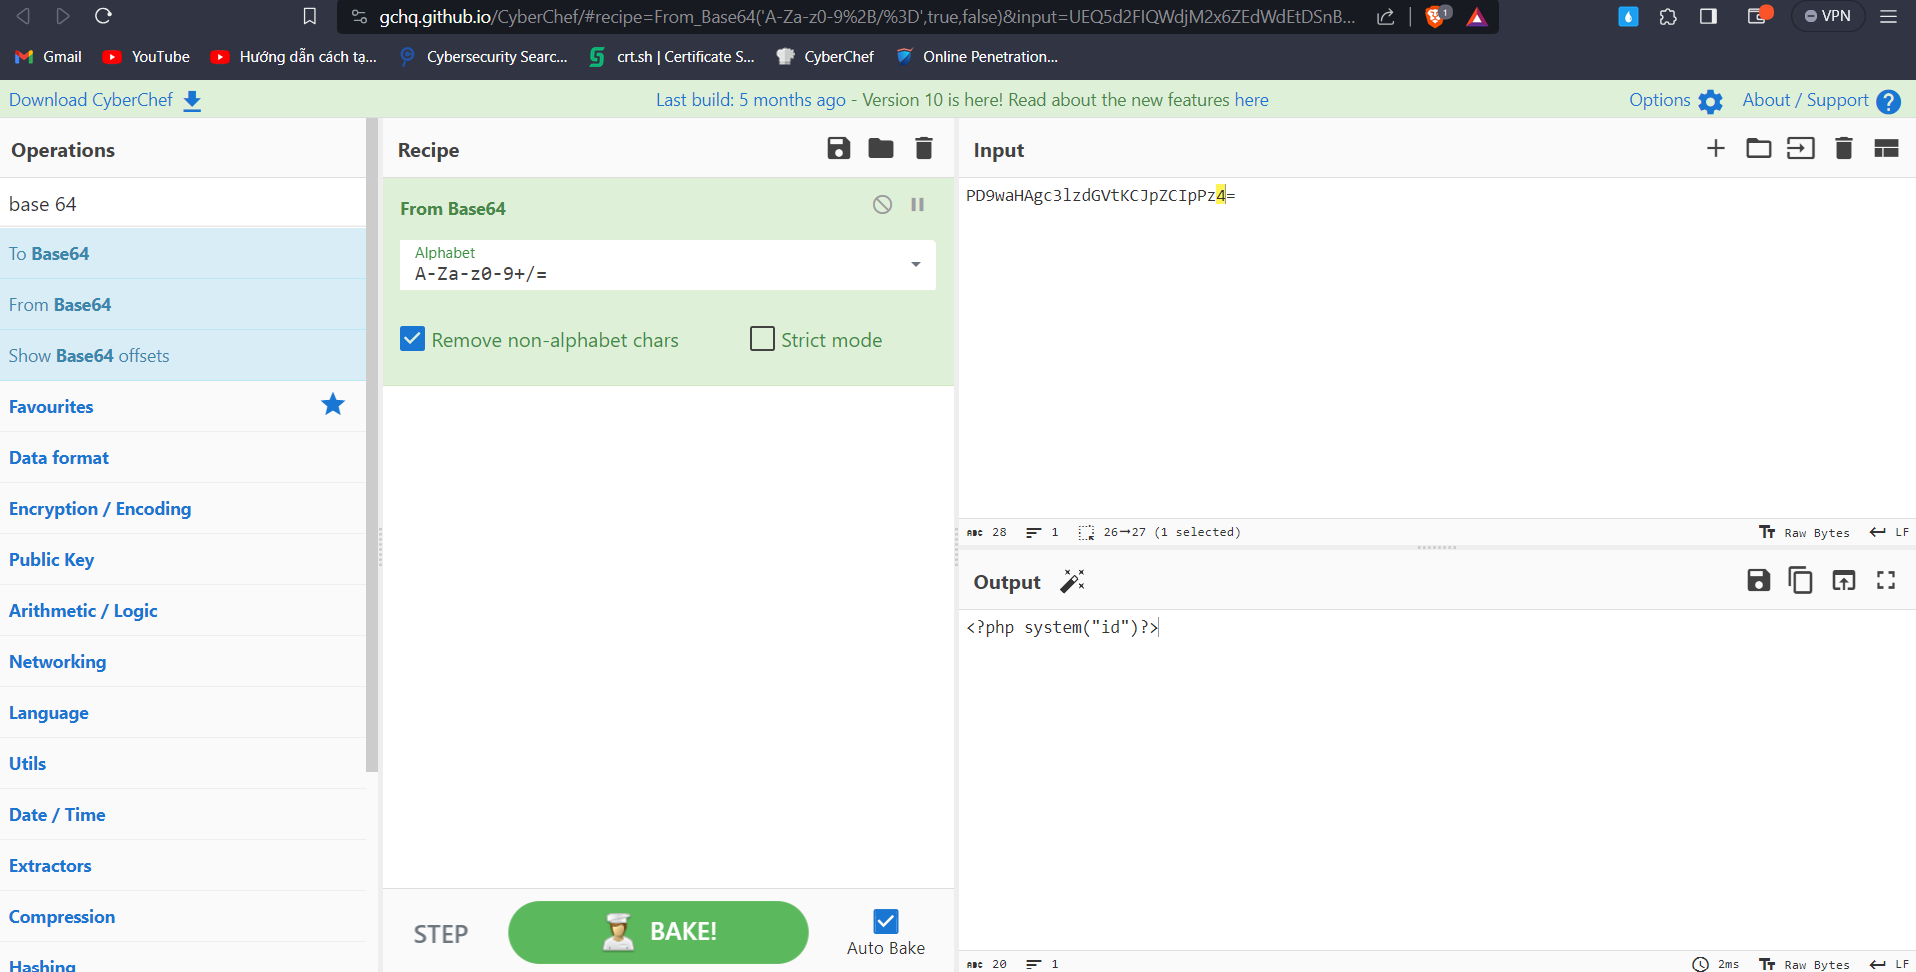 gchq.github.io/CyberChef/#recipe=From_Base64('A-Za-z0-9%2B/%3D',true,false)&input=UEQ5d2FIQWdjM2x6ZEdWdEtDSnB...
1
VPN
Gmail
YouTube
Hướng dẫn cách tạ...
Cybersecurity Searc...
crt.sh | Certificate S...
CyberChef
Online Penetration...
Download CyberChef
Last build: 5 months ago - Version 10 is here! Read about the new features here
Options
About / Support
Operations
base 64
To Base64
From Base64
Show Base64 offsets
Favourites
Data format
Encryption / Encoding
Public Key
Arithmetic / Logic
Networking
Language
Utils
Date / Time
Extractors
Compression
Hashing
Recipe
From Base64
Alphabet
A-Za-z0-9+/=
Remove non-alphabet chars
Strict mode
STEP
BAKE!
Auto Bake
Input
PD9waHAgc3lzdGVtKCJpZCIpPz4=
ABC 28 1 26→27 (1 selected)
Tт Raw Bytes LF
Output
<?php system("id")?>
ABC 20 1
2ms Tт Raw Bytes LF